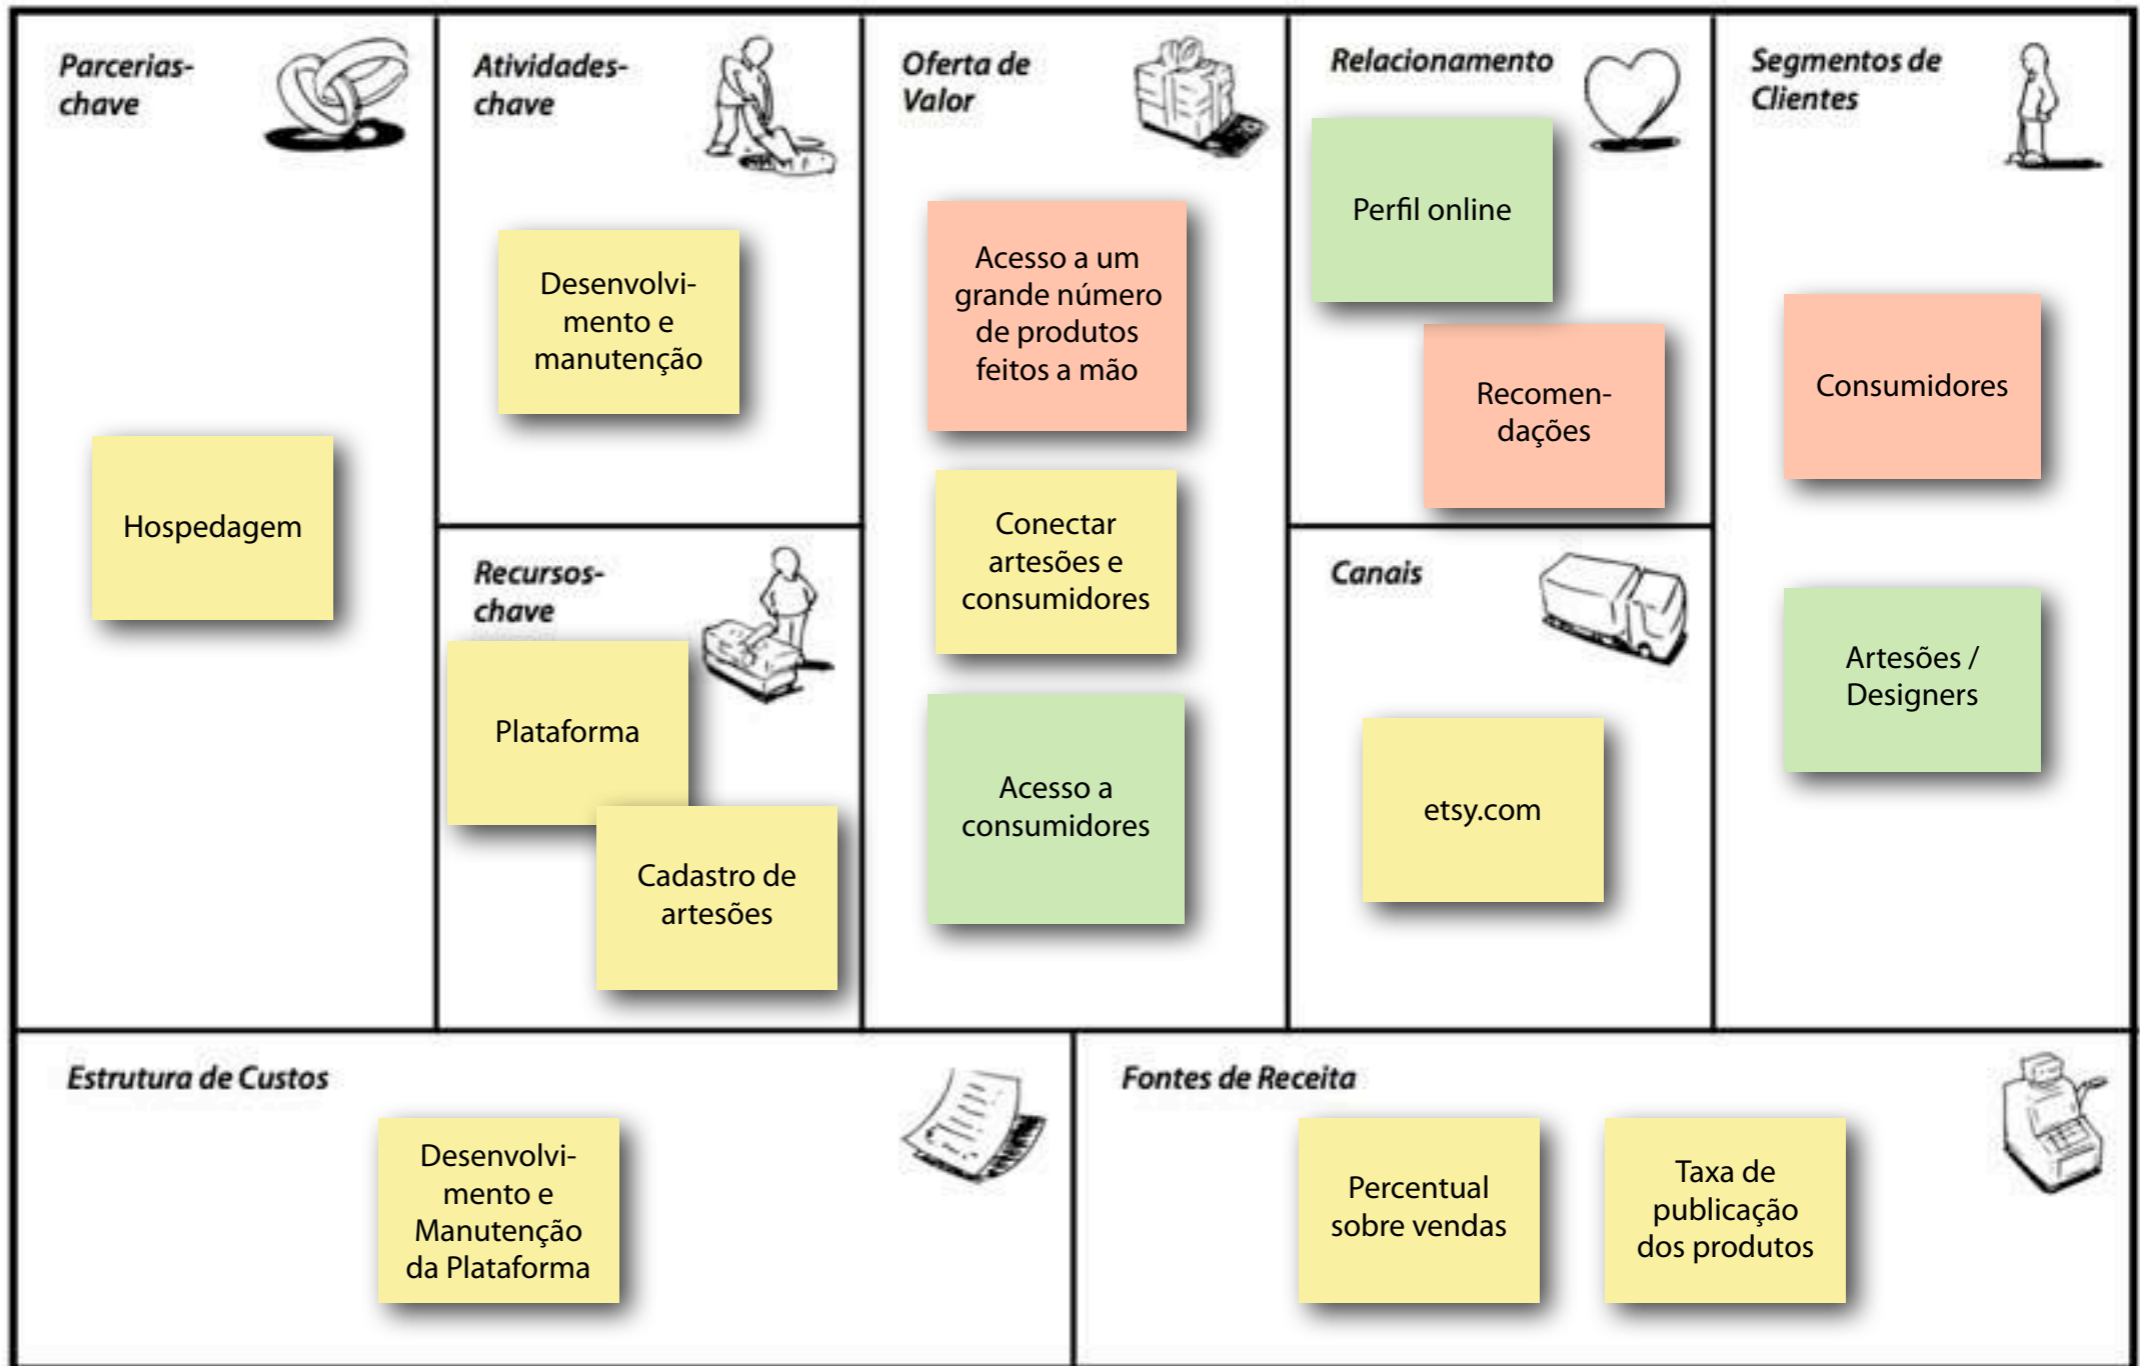 Parcerias-
chave
Hospedagem
Atividades-
chave
Desenvolvi-
mento e
manutenção
Recursos-
chave
Plataforma
Cadastro de
artesões
Oferta de
Valor
Acesso a um
grande número
de produtos
feitos a mão
Conectar
artesões e
consumidores
Acesso a
consumidores
Relacionamento
Perfil online
Recomen-
dações
Canais
etsy.com
Segmentos de
Clientes
Consumidores
Artesões /
Designers
Estrutura de Custos
Desenvolvi-
mento e
Manutenção
da Plataforma
Fontes de Receita
Percentual
sobre vendas
Taxa de
publicação
dos produtos